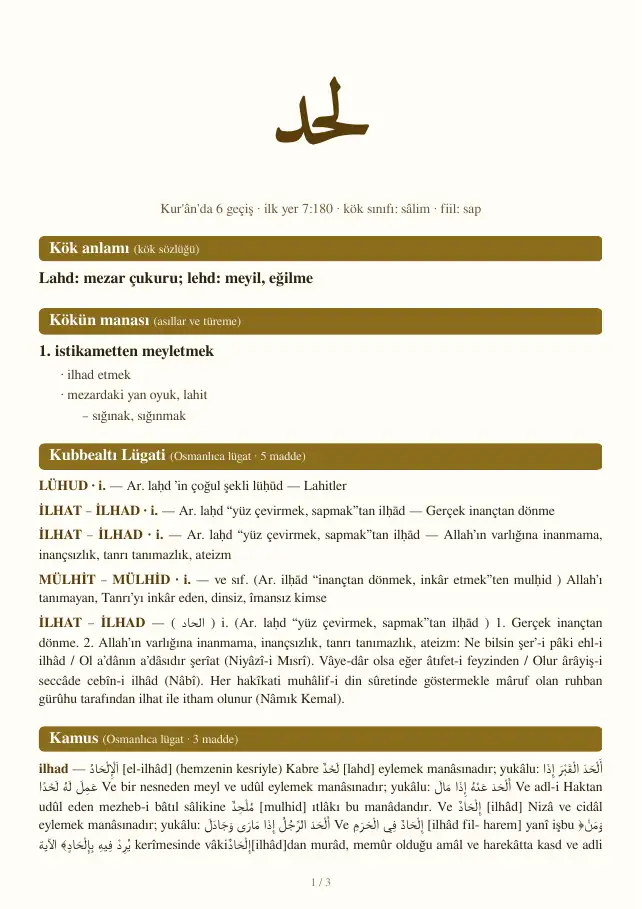 لحد
Kur'ân'da 6 geçiş · ilk yer 7:180 · kök sınıfı: sâlim · fiil: sap
Kök anlamı (kök sözlüğü)
Lahd: mezar çukuru; lehd: meyil, eğilme
Kökün manası (asıllar ve türeme)
1. istikametten meyletmek
· ilhad etmek
· mezardaki yan oyuk, lahit
– sığınak, sığınmak
Kubbealtı Lügati (Osmanlıca lügat · 5 madde)
LÜHUD · i. — Ar. laḥd 'in çoğul şekli lüḥūd — Lahitler
İLHAT – İLHAD · i. — Ar. laḥd “yüz çevirmek, sapmak”tan ilḥād — Gerçek inançtan dönme
İLHAT – İLHAD · i. — Ar. laḥd “yüz çevirmek, sapmak”tan ilḥād — Allah’ın varlığına inanmama,
inançsızlık, tanrı tanımazlık, ateizm
MÜLHİT – MÜLHİD · i. — ve sıf. (Ar. ilḥād “inançtan dönmek, inkâr etmek”ten mulḥid ) Allah’ı
tanımayan, Tanrı’yı inkâr eden, dinsiz, îmansız kimse
İLHAT – İLHAD — ( الحاد ) i. (Ar. laḥd “yüz çevirmek, sapmak”tan ilḥād ) 1. Gerçek inançtan
dönme. 2. Allah’ın varlığına inanmama, inançsızlık, tanrı tanımazlık, ateizm: Ne bilsin şer’-i pâki ehl-i
ilhâd / Ol a’dânın a’dâsıdır şerîat (Niyâzî-i Mısrî). Vâye-dâr olsa eğer âtıfet-i feyzinden / Olur ârâyiş-i
seccâde cebîn-i ilhâd (Nâbî). Her hakîkati muhâlif-i din sûretinde göstermekle mâruf olan ruhban
gürûhu tarafından ilhat ile itham olunur (Nâmık Kemal).
Kamus (Osmanlıca lügat · 3 madde)
ilhad — اَلْإِلْحَادُ [el-ilhâd] (hemzenin kesriyle) Kabre لَحْدٌ [lahd] eylemek manâsınadır; yukâlu: أَلْحَدَ الْقَبْرَ إِذَا
عَمِلَ لَهُ لَحْدًا Ve bir nesneden meyl ve udûl eylemek manâsınadır; yukâlu: أَلْحَدَ عَنْهُ إِذَا مَالَ Ve adl-i Haktan
udûl eden mezheb-i bâtıl sâlikine مُلْحِدٌ [mulhid] ıtlâkı bu manâdandır. Ve إِلْحَادٌ [ilhâd] Nizâ ve cidâl
eylemek manâsınadır; yukâlu: أَلْحَدَ الرَّجُلُ إِذَا مَارَى وَجَادَلَ Ve إِلْحَادٌ فِي الْحَرَمِ [ilhâd fil- harem] yanî işbu ﴿وَمَنْ
يُرِدْ فِيهِ بِإِلْحَادٍ﴾ الآية kerîmesinde vâki إِلْحَادٌ[ilhâd]dan murâd, memûr olduğu amâl ve harekâtta kasd ve adli
1 / 3